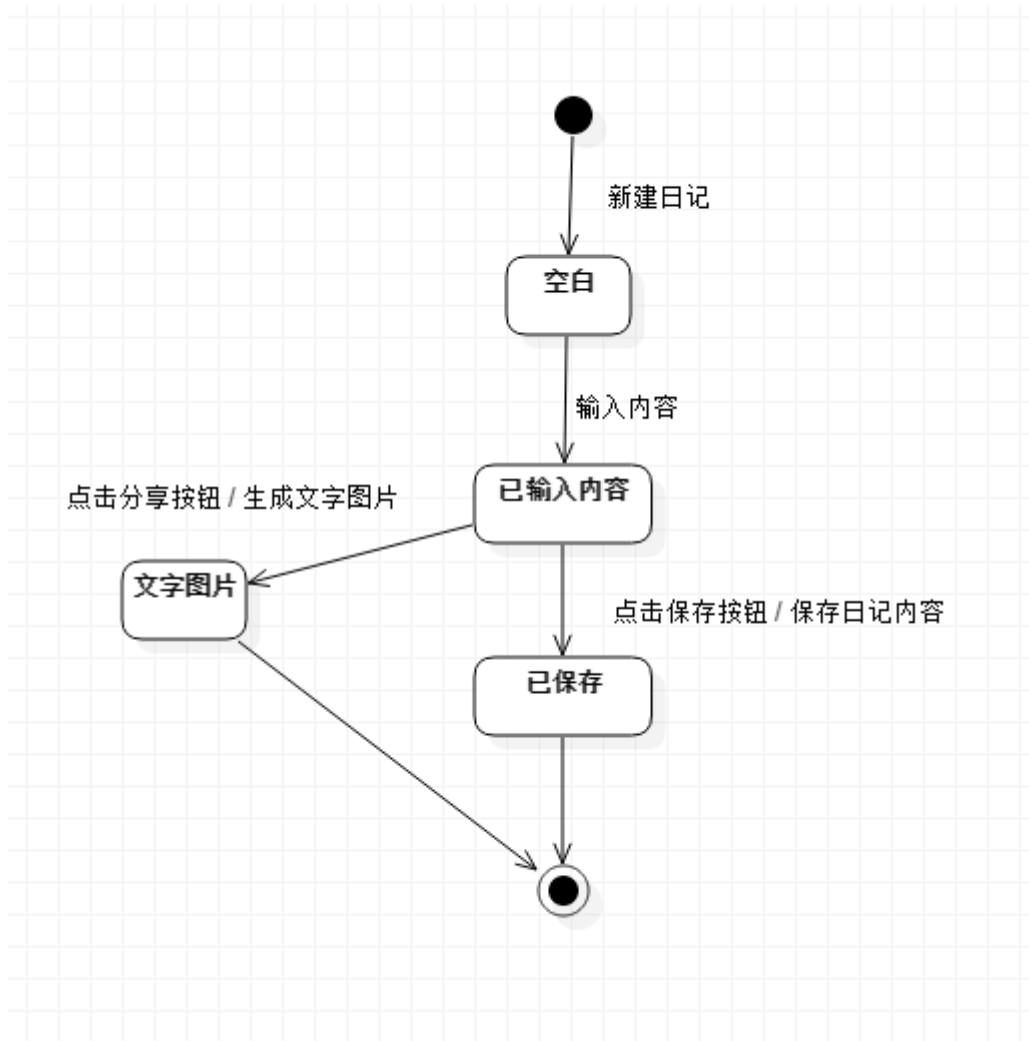 新建日记
空白
输入内容
已输入内容
点击分享按钮 / 生成文字图片
文字图片
点击保存按钮 / 保存日记内容
已保存